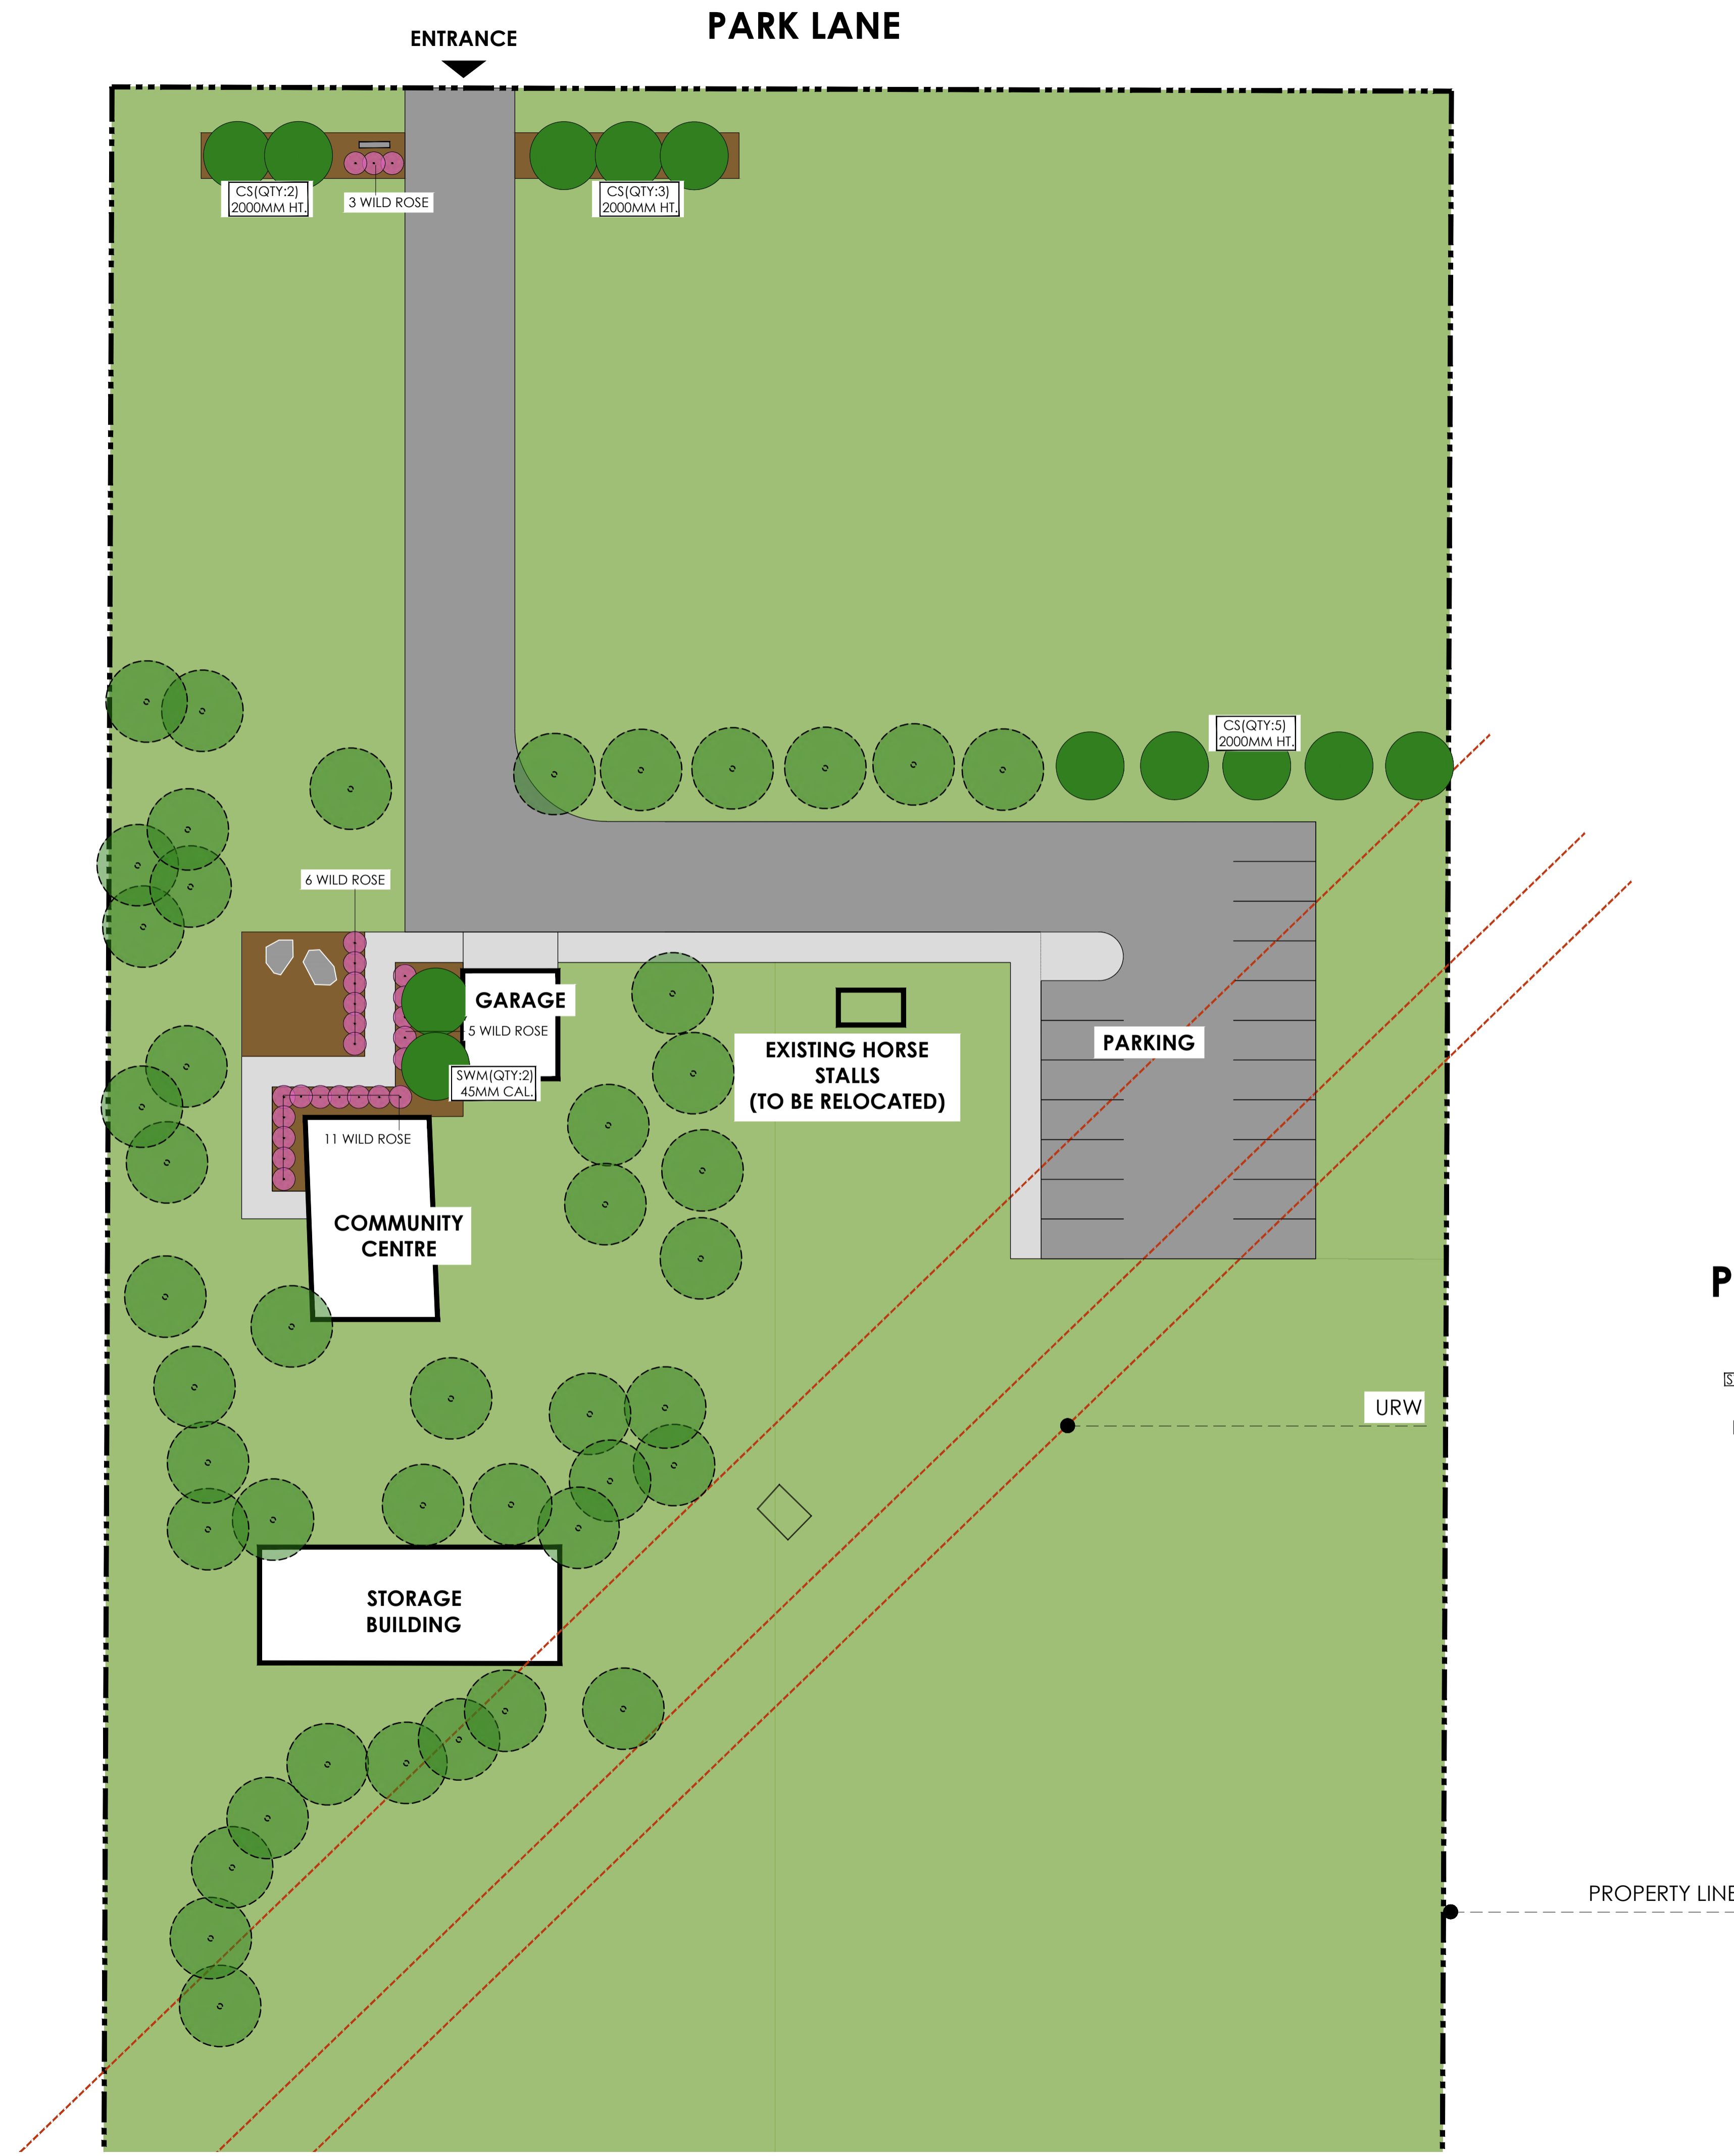 PARK LANE
ENTRANCE
CS(QTY:2)
2000MM HT.
3 WILD ROSE
CS(QTY:3)
2000MM HT.
CS(QTY:5)
2000MM HT.
6 WILD ROSE
GARAGE
5 WILD ROSE
SWM(QTY:2)
45MM CAL.
EXISTING HORSE
STALLS
(TO BE RELOCATED)
PARKING
11 WILD ROSE
COMMUNITY
CENTRE
P
S
URW
STORAGE
BUILDING
PROPERTY LINE